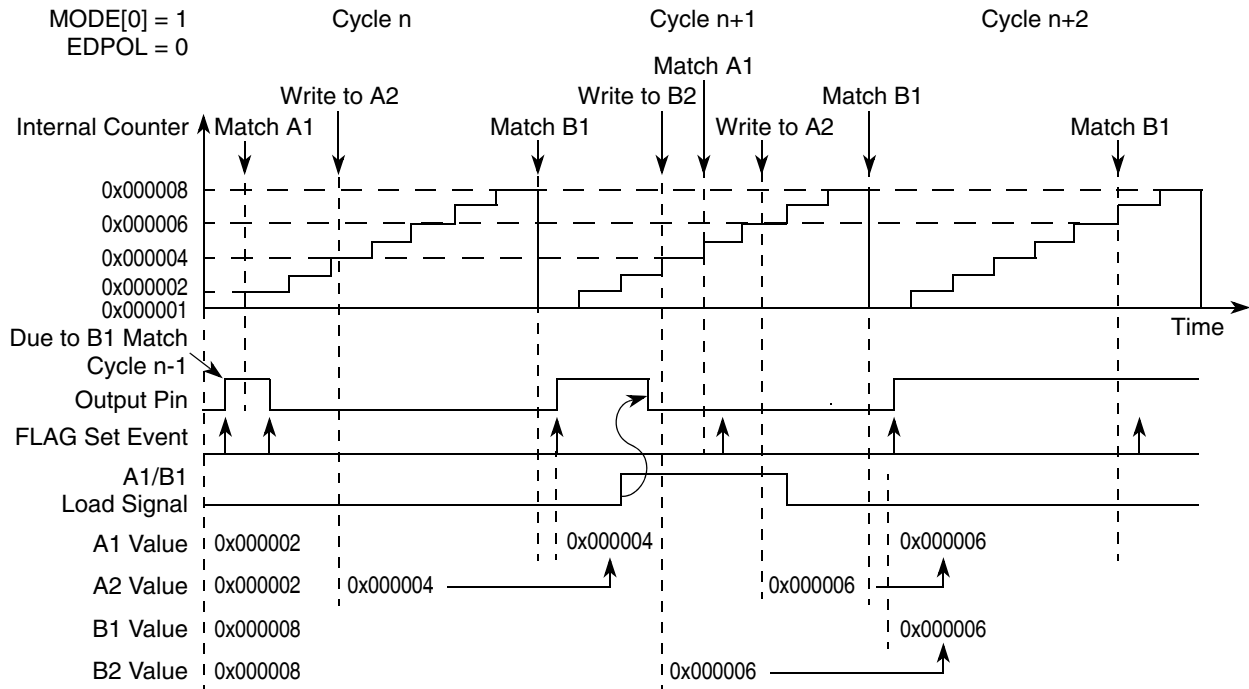 MODE[0] = 1
EDPOL = 0
Cycle n
Cycle n+1
Cycle n+2
Match A1
Write to A2
Write to B2
Match B1
Internal Counter
Match A1
Match B1
Write to A2
Match B1
0x000008
0x000006
0x000004
0x000002
0x000001
Time
Due to B1 Match
Cycle n-1
Output Pin
FLAG Set Event
A1/B1
Load Signal
A1 Value 0x000002 0x000004 0x000006
A2 Value 0x000002 0x000004 0x000006
B1 Value 0x000008 0x000006
B2 Value 0x000008 0x000006